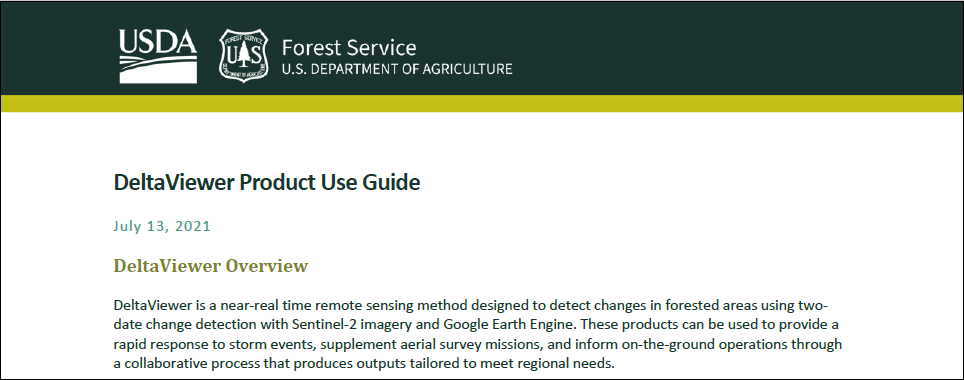 USDA
FOREST SERVICE
U S
DEPARTMENT OF AGRICULTURE
Forest Service
U.S. DEPARTMENT OF AGRICULTURE
DeltaViewer Product Use Guide
July 13, 2021
DeltaViewer Overview
DeltaViewer is a near-real time remote sensing method designed to detect changes in forested areas using two-
date change detection with Sentinel-2 imagery and Google Earth Engine. These products can be used to provide a
rapid response to storm events, supplement aerial survey missions, and inform on-the-ground operations through
a collaborative process that produces outputs tailored to meet regional needs.